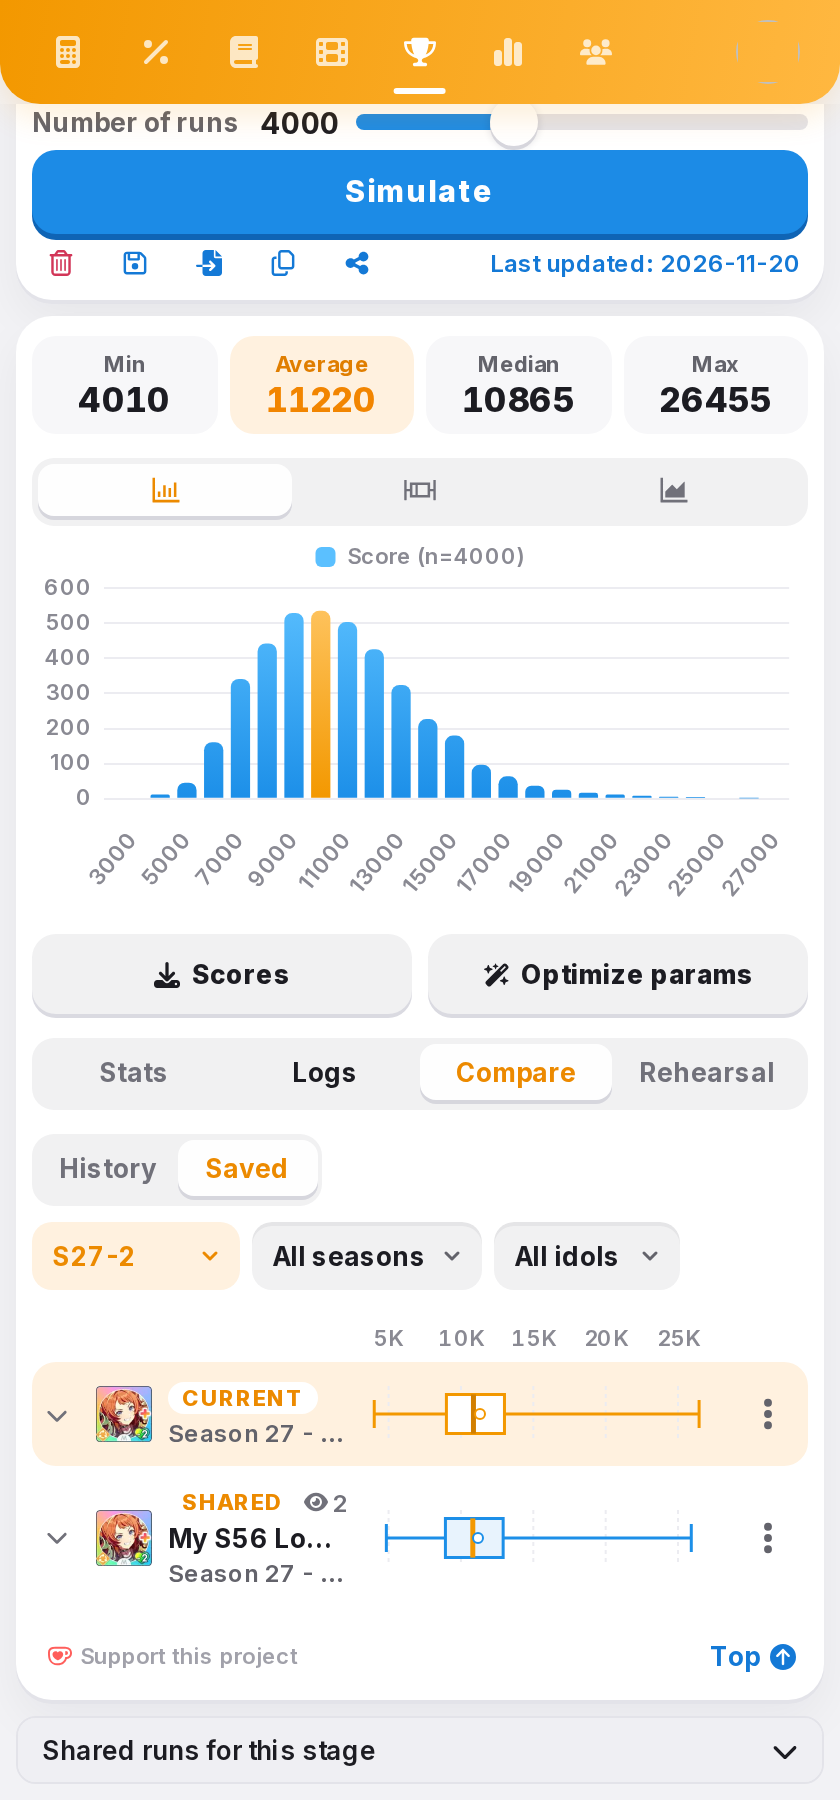 Number of runs 4000
Simulate
Last updated: 2026-11-20
Min
4010
Average
11220
Median
10865
Max
26455
Score (n=4000)
600
500
400
300
200
100
0
3000 5000 7000 9000 11000 13000 15000 17000 19000 21000 23000 25000 27000
Scores
Optimize params
Stats Logs Compare Rehearsal
History Saved
S27-2 All seasons All idols
5K 10K 15K 20K 25K
CURRENT
Season 27 - ...
SHARED 2
My S56 Lo...
Season 27 - ...
Support this project
Top
Shared runs for this stage